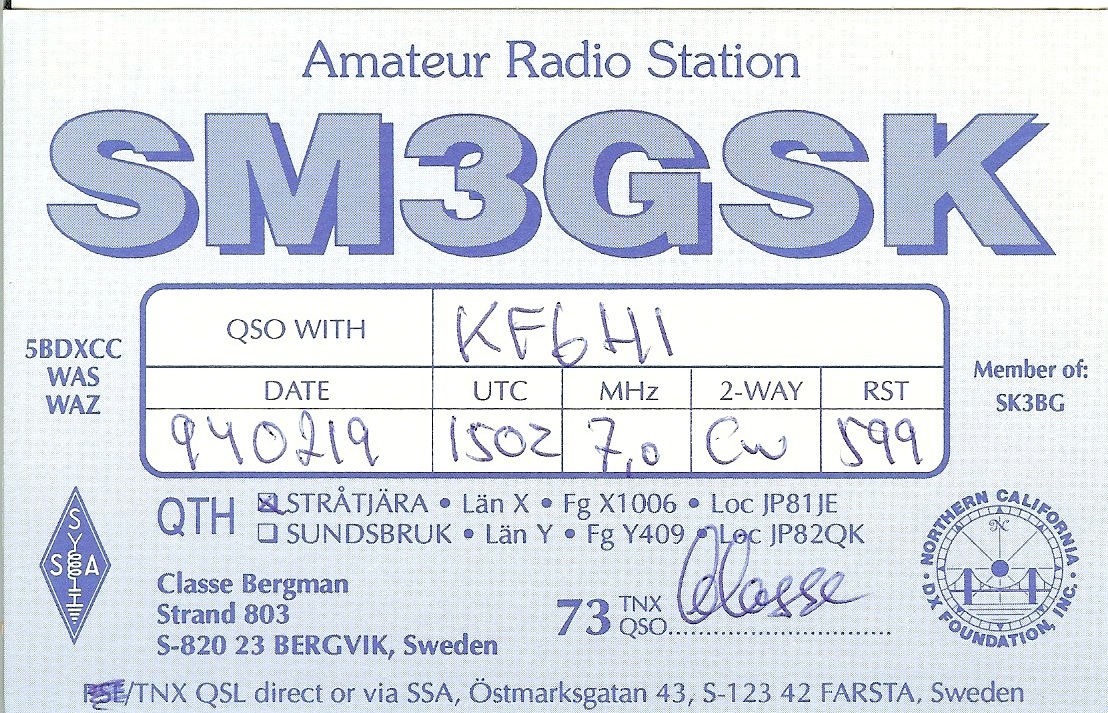 Amateur Radio Station
SM3GSK
QSO WITH KF6HI
5BDXCC
WAS
WAZ
DATE UTC MHz 2-WAY RST
940219 1502 7,0 CW 599
Member of:
SK3BG
QTH ☒ STRÅTJÄRA • Län X • Fg X1006 • Loc JP81JE
☐ SUNDSBRUK • Län Y • Fg Y409 • Loc JP82QK
SSA
Classe Bergman
Strand 803
S-820 23 BERGVIK, Sweden
73 TNX QSO Classe
NORTHERN CALIFORNIA
DX FOUNDATION, INC.
N
PSE/TNX QSL direct or via SSA, Östmarksgatan 43, S-123 42 FARSTA, Sweden